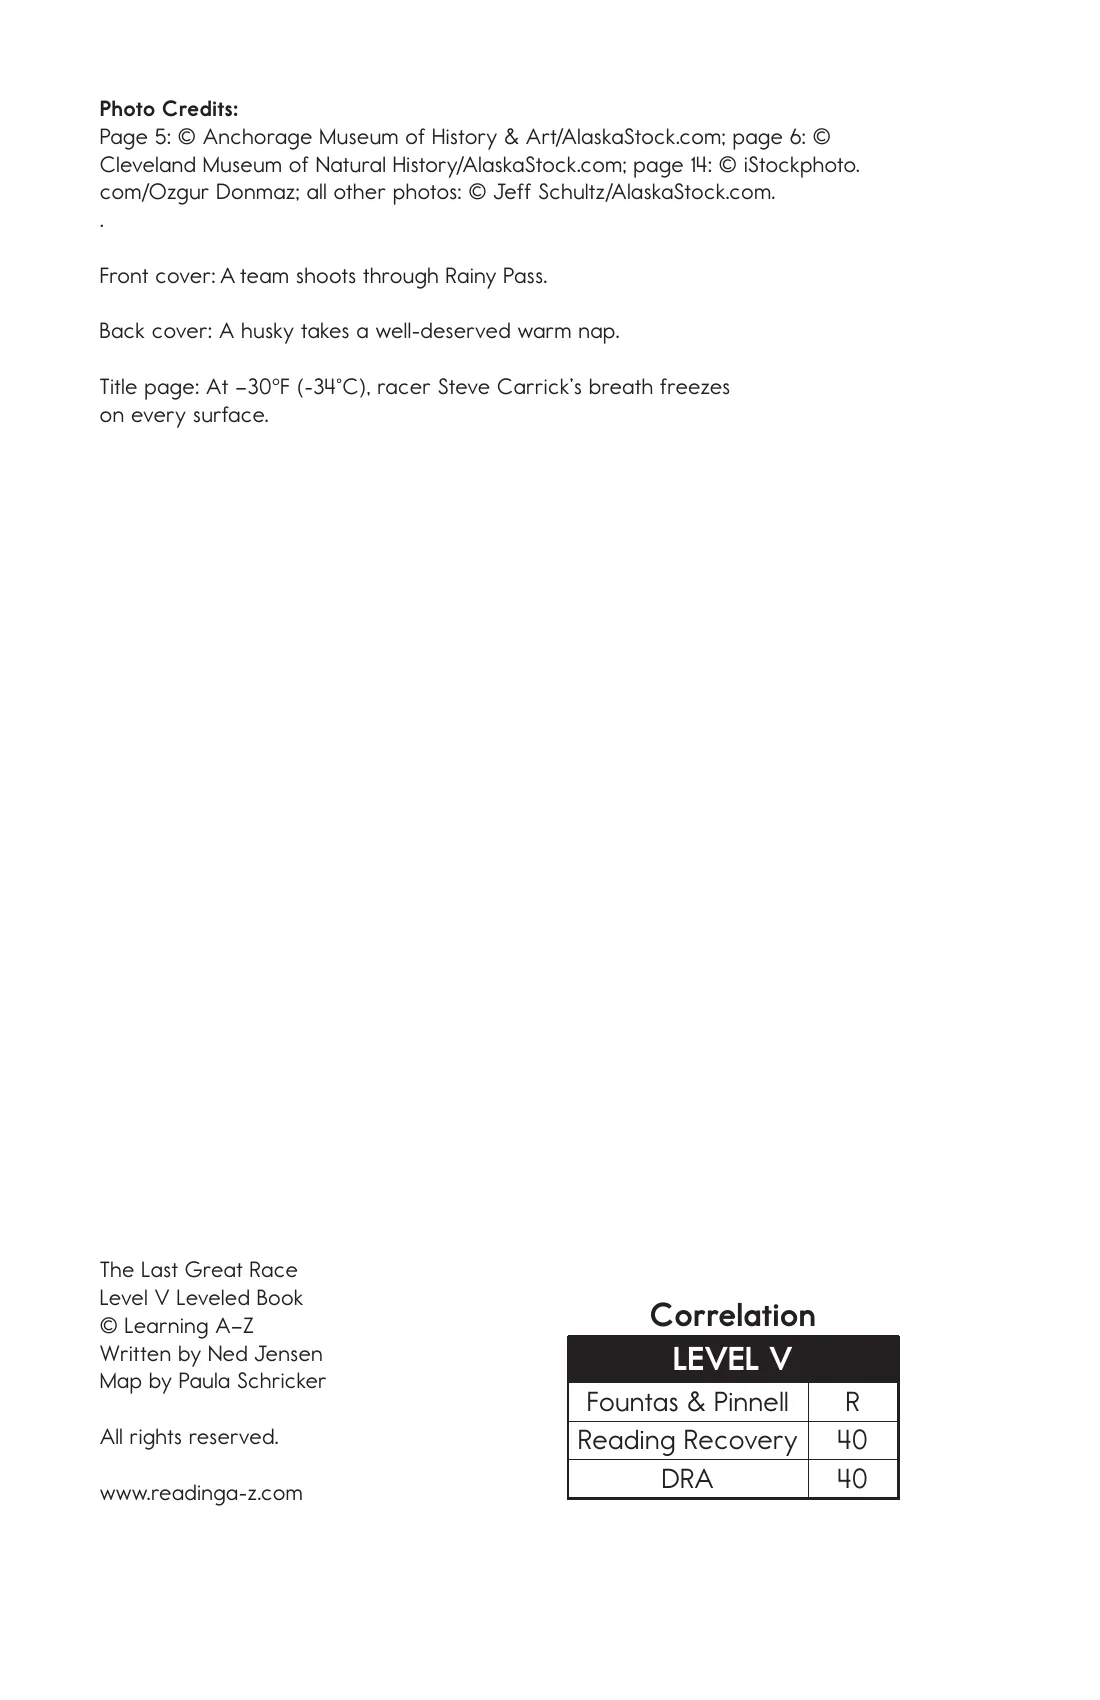 Photo Credits:
Page 5: © Anchorage Museum of History & Art/AlaskaStock.com; page 6: ©
Cleveland Museum of Natural History/AlaskaStock.com; page 14: © iStockphoto.
com/Ozgur Donmaz; all other photos: © Jeff Schultz/AlaskaStock.com.
.
Front cover: A team shoots through Rainy Pass.
Back cover: A husky takes a well-deserved warm nap.
Title page: At –30ºF (-34˚C), racer Steve Carrick’s breath freezes
on every surface.
The Last Great Race
Level V Leveled Book
© Learning A–Z
Written by Ned Jensen
Map by Paula Schricker
All rights reserved.
www.readinga-z.com
Correlation
LEVEL V
Fountas & Pinnell R
Reading Recovery 40
DRA 40